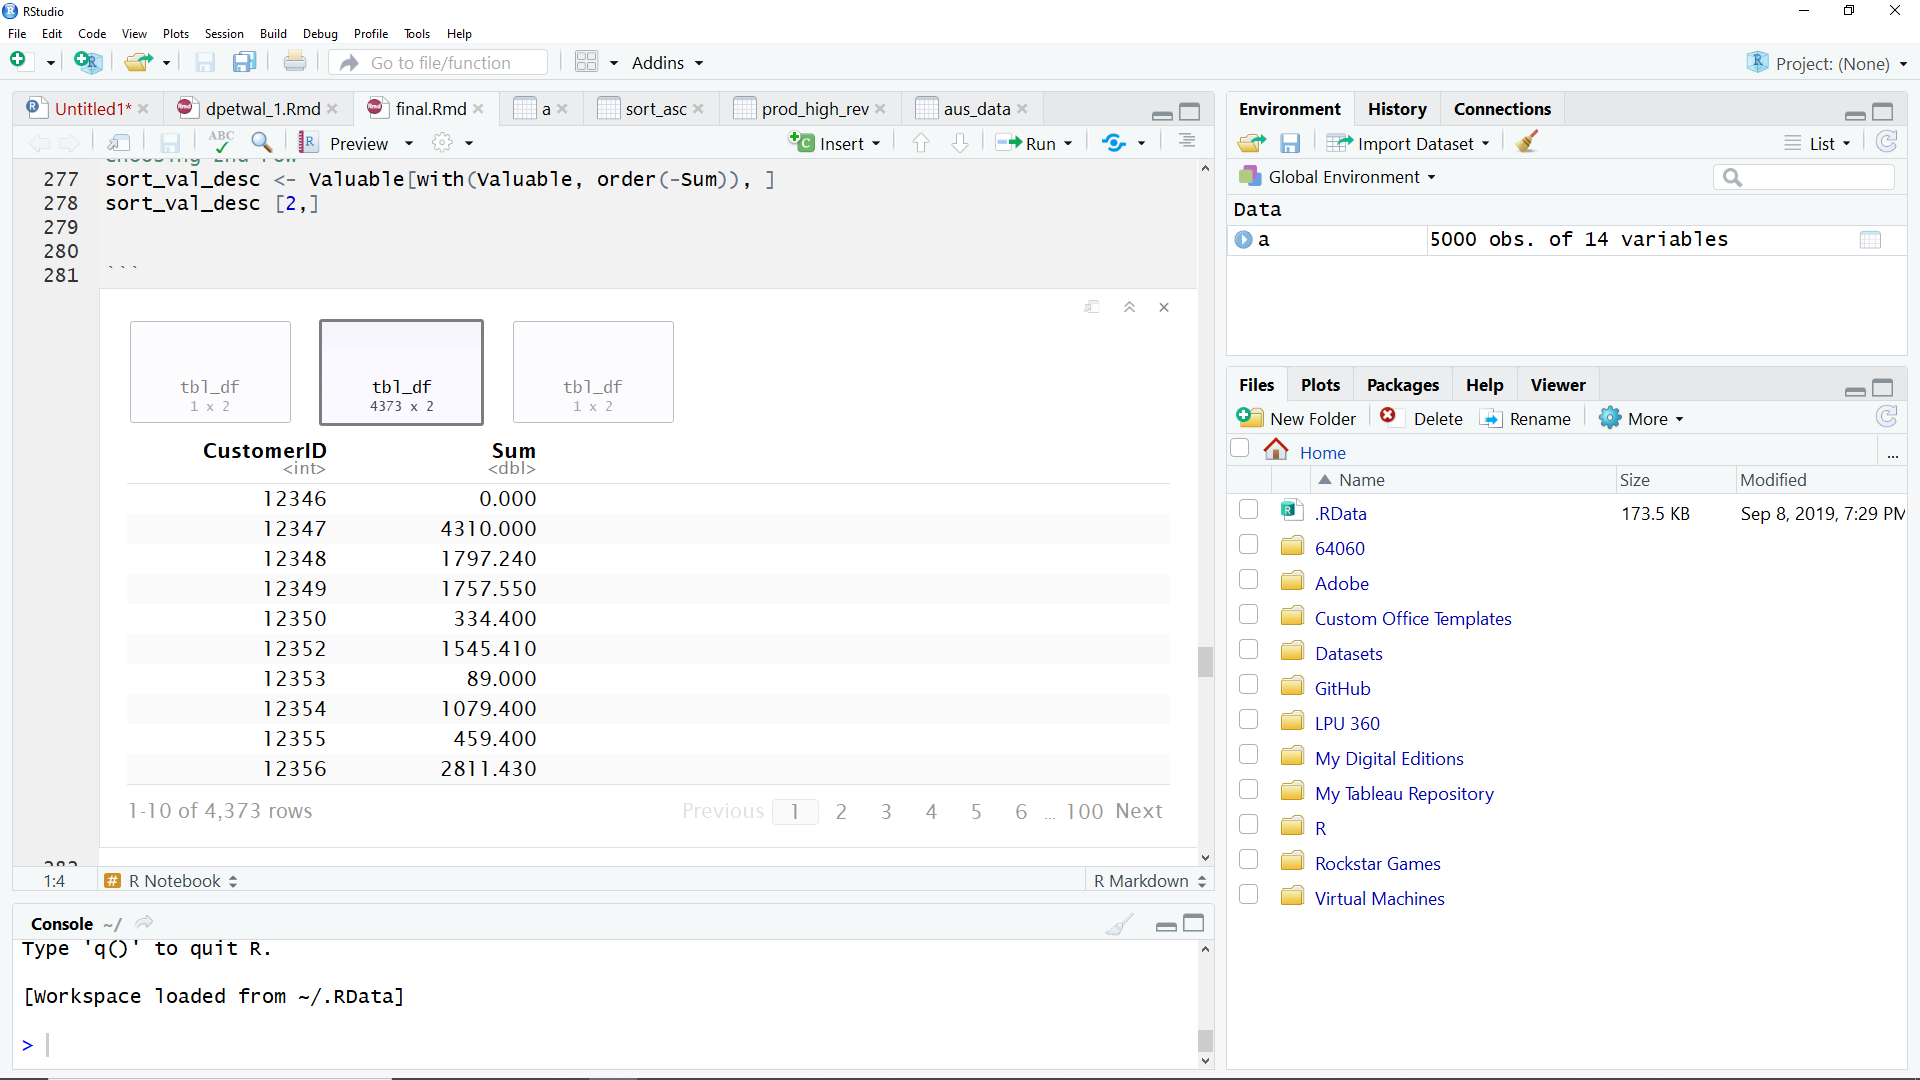 RStudio
File Edit Code View Plots Session Build Debug Profile Tools Help
Go to file/function Addins Project: (None)
Untitled1* dpetwal_1.Rmd final.Rmd a sort_asc prod_high_rev aus_data
ABC Preview Insert Run
277 sort_val_desc <- Valuable[with(Valuable, order(-Sum)), ]
278 sort_val_desc [2,]
279
280
281 ```
tbl_df tbl_df tbl_df
1 x 2 4373 x 2 1 x 2
CustomerID Sum
<int> <dbl>
12346 0.000
12347 4310.000
12348 1797.240
12349 1757.550
12350 334.400
12352 1545.410
12353 89.000
12354 1079.400
12355 459.400
12356 2811.430
1-10 of 4,373 rows Previous 1 2 3 4 5 6 ... 100 Next
1:4 # R Notebook R Markdown
Console ~/
Type 'q()' to quit R.
[Workspace loaded from ~/.RData]
>
Environment History Connections
Import Dataset List
Global Environment
Data
a 5000 obs. of 14 variables
Files Plots Packages Help Viewer
New Folder Delete Rename More
Home ...
Name Size Modified
.RData 173.5 KB Sep 8, 2019, 7:29 PM
64060
Adobe
Custom Office Templates
Datasets
GitHub
LPU 360
My Digital Editions
My Tableau Repository
R
Rockstar Games
Virtual Machines